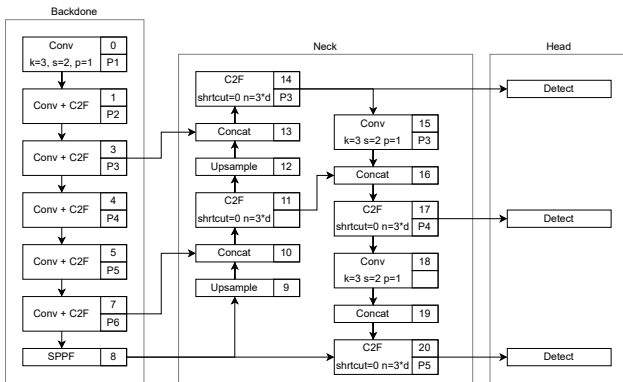 Backdone
Conv 0
k=3, s=2, p=1 P1
Conv + C2F 1
P2
Conv + C2F 3
P3
Conv + C2F 4
P4
Conv + C2F 5
P5
Conv + C2F 7
P6
SPPF 8
Neck
C2F 14
shrtcut=0 n=3*d P3
Concat 13
Upsample 12
C2F 11
shrtcut=0 n=3*d
Concat 10
Upsample 9
Conv 15
k=3 s=2 p=1 P3
Concat 16
C2F 17
shrtcut=0 n=3*d P4
Conv 18
k=3 s=2 p=1
Concat 19
C2F 20
shrtcut=0 n=3*d P5
Head
Detect
Detect
Detect